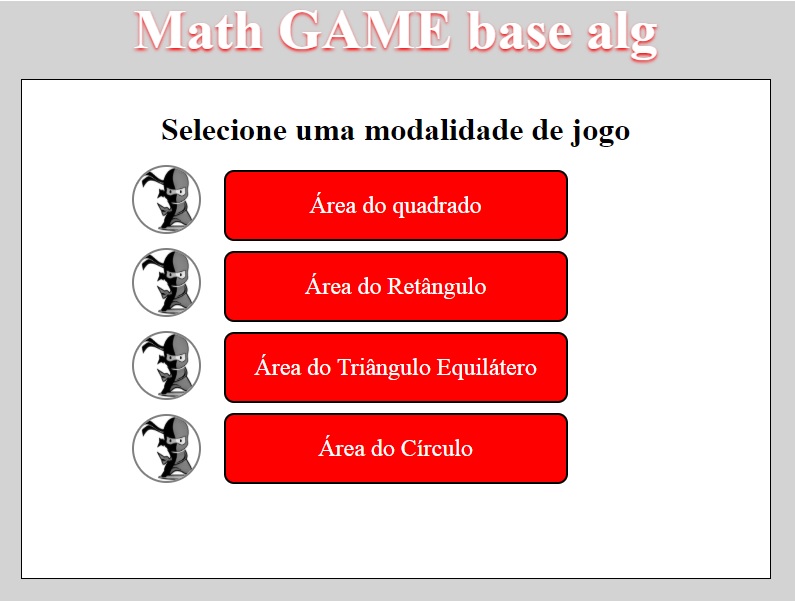 Math GAME base alg
Selecione uma modalidade de jogo
Área do quadrado
Área do Retângulo
Área do Triângulo Equilátero
Área do Círculo